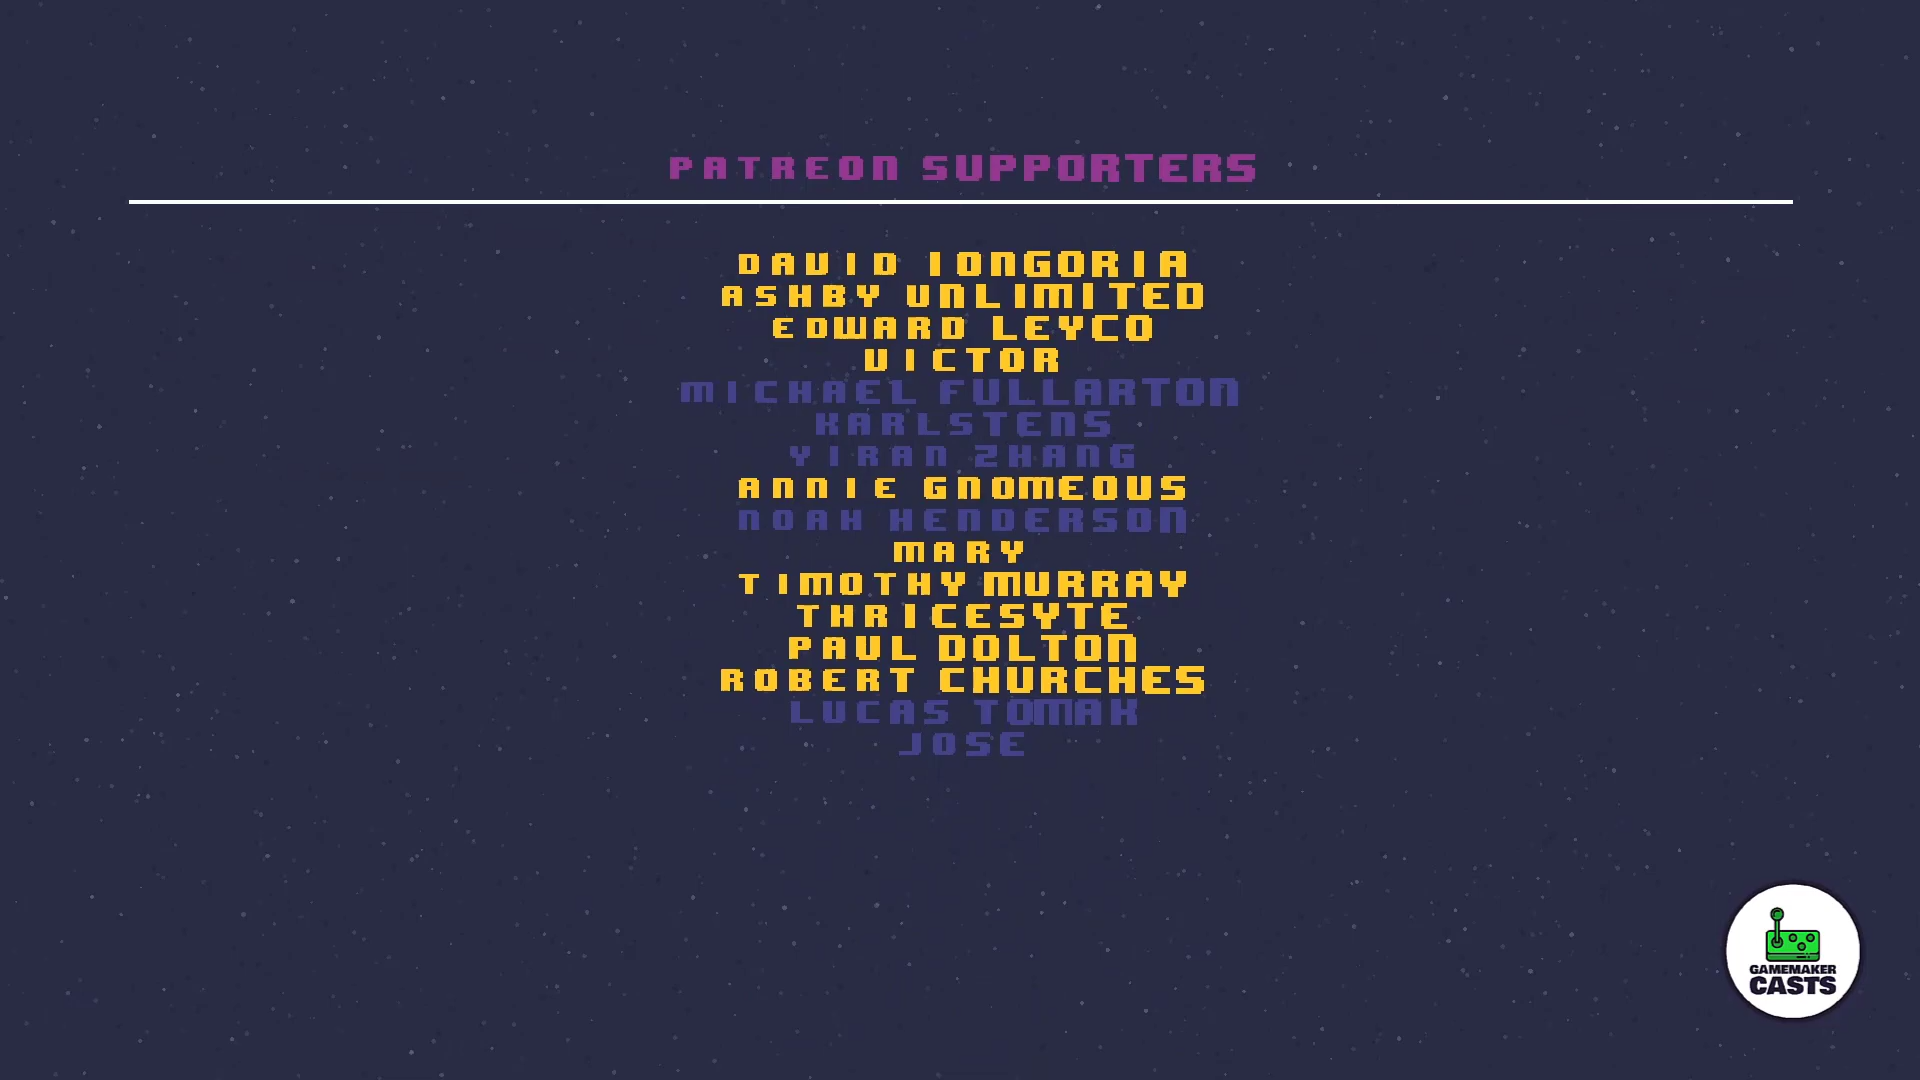 PATREON SUPPORTERS
DAVID IONGORIA
ASHBY UNLIMITED
EDWARD LEYCO
VICTOR
MICHAEL FULLARTON
KARLSTENS
YIRAN ZHANG
ANNIE GNOMEOUS
NOAH HENDERSON
MARY
TIMOTHY MURRAY
THRICESYTE
PAUL DOLTON
ROBERT CHURCHES
LUCAS TOMAK
JOSE
GAMEMAKER
CASTS